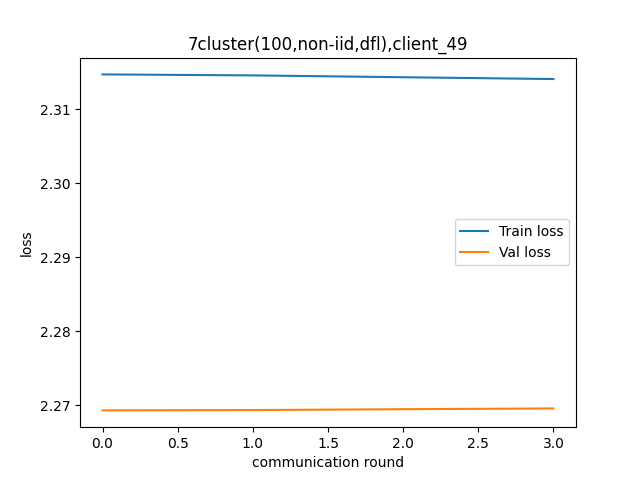 7cluster(100,non-iid,dfl),client_49
2.31
2.30
2.29
2.28
2.27
loss
Train loss
Val loss
0.0 0.5 1.0 1.5 2.0 2.5 3.0
communication round